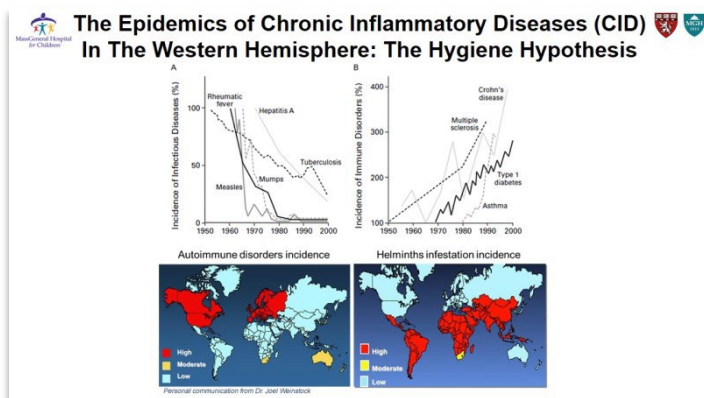 MassGeneral Hospital
for Children
The Epidemics of Chronic Inflammatory Diseases (CID)
In The Western Hemisphere: The Hygiene Hypothesis
MGH
1811
A
Incidence of Infectious Diseases (%)
100
50
0
1950
1960
1970
1980
1990
2000
Rheumatic
fever
Hepatitis A
Tuberculosis
Mumps
Measles
B
Incidence of Immune Disorders (%)
400
300
200
100
1950
1960
1970
1980
1990
2000
Crohn's
disease
Multiple
sclerosis
Type 1
diabetes
Asthma
Autoimmune disorders incidence
High
Moderate
Low
Helminths infestation incidence
High
Moderate
Low
Personal communication from Dr. Joel Weinstock